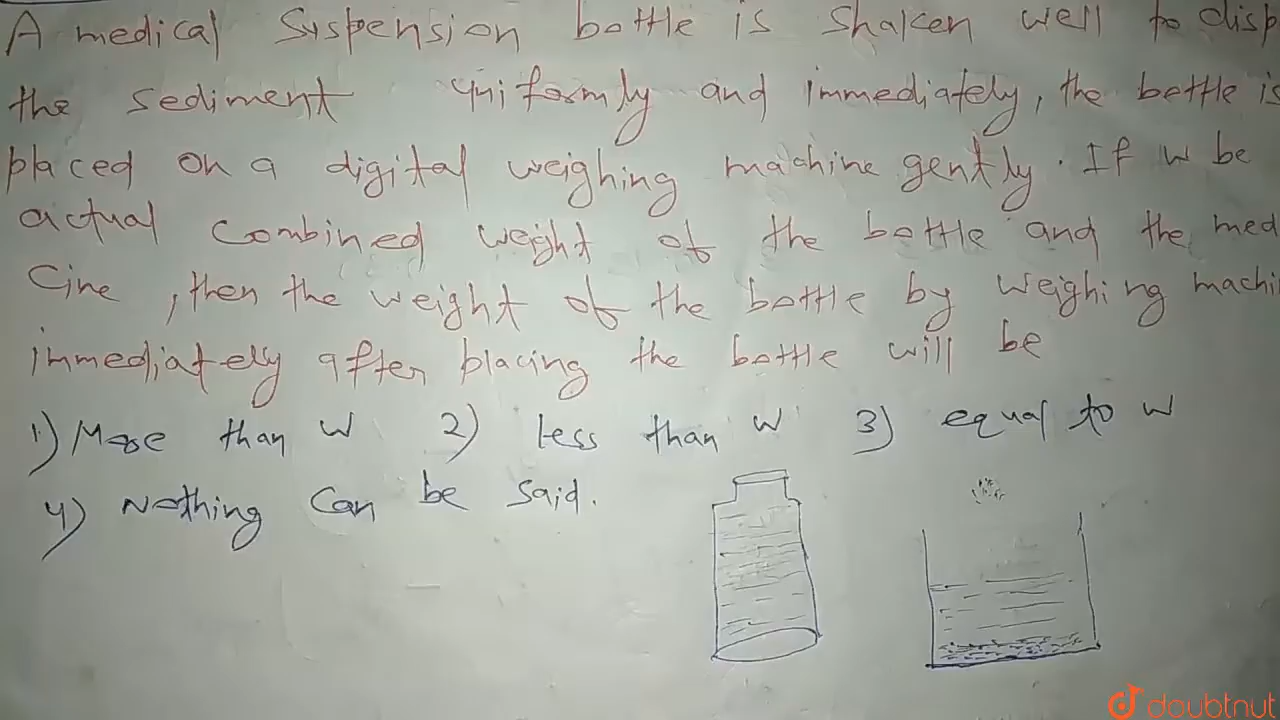 A medical Suspension bottle is shaken well to disp
the sediment uniformly and immediately, the bottle is
placed on a digital weighing machine gently. If w be
actual combined weight of the bottle and the med
cine, then the weight of the bottle by weighing machi
immediately after placing the bottle will be
1) More than W 2) Less than W 3) equal to W
4) Nothing Can be Said.
doubtnut